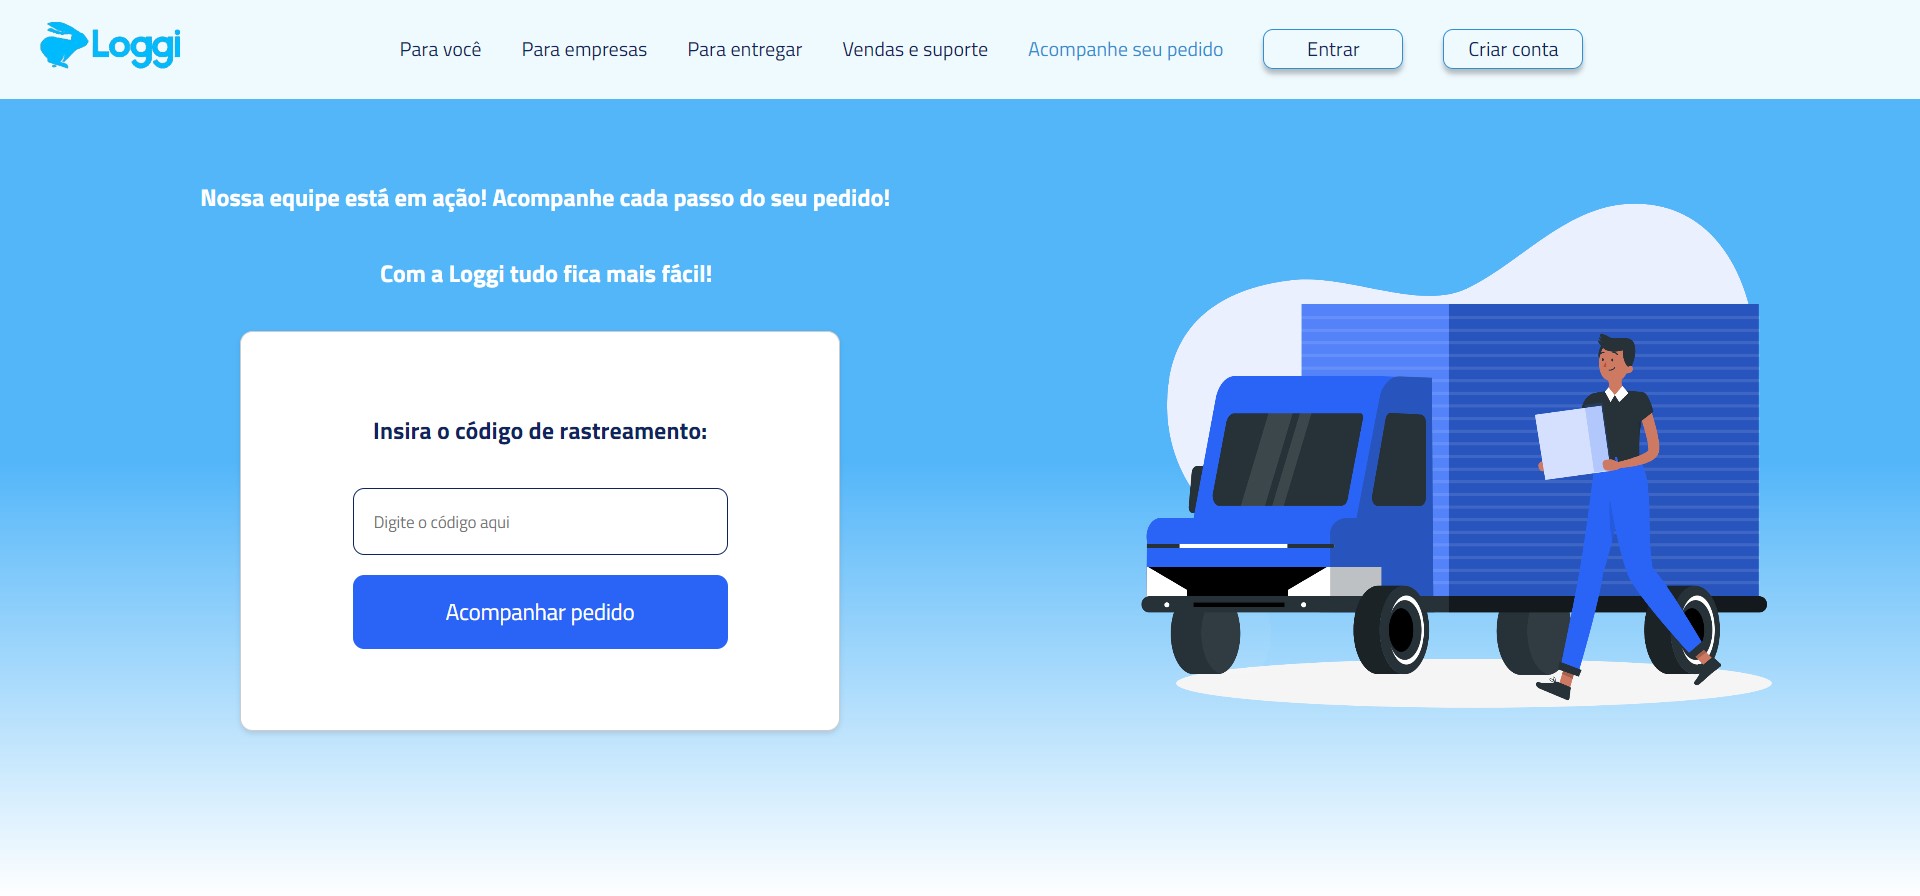 Loggi
Para você
Para empresas
Para entregar
Vendas e suporte
Acompanhe seu pedido
Entrar
Criar conta
Nossa equipe está em ação! Acompanhe cada passo do seu pedido!
Com a Loggi tudo fica mais fácil!
Insira o código de rastreamento:
Digite o código aqui
Acompanhar pedido